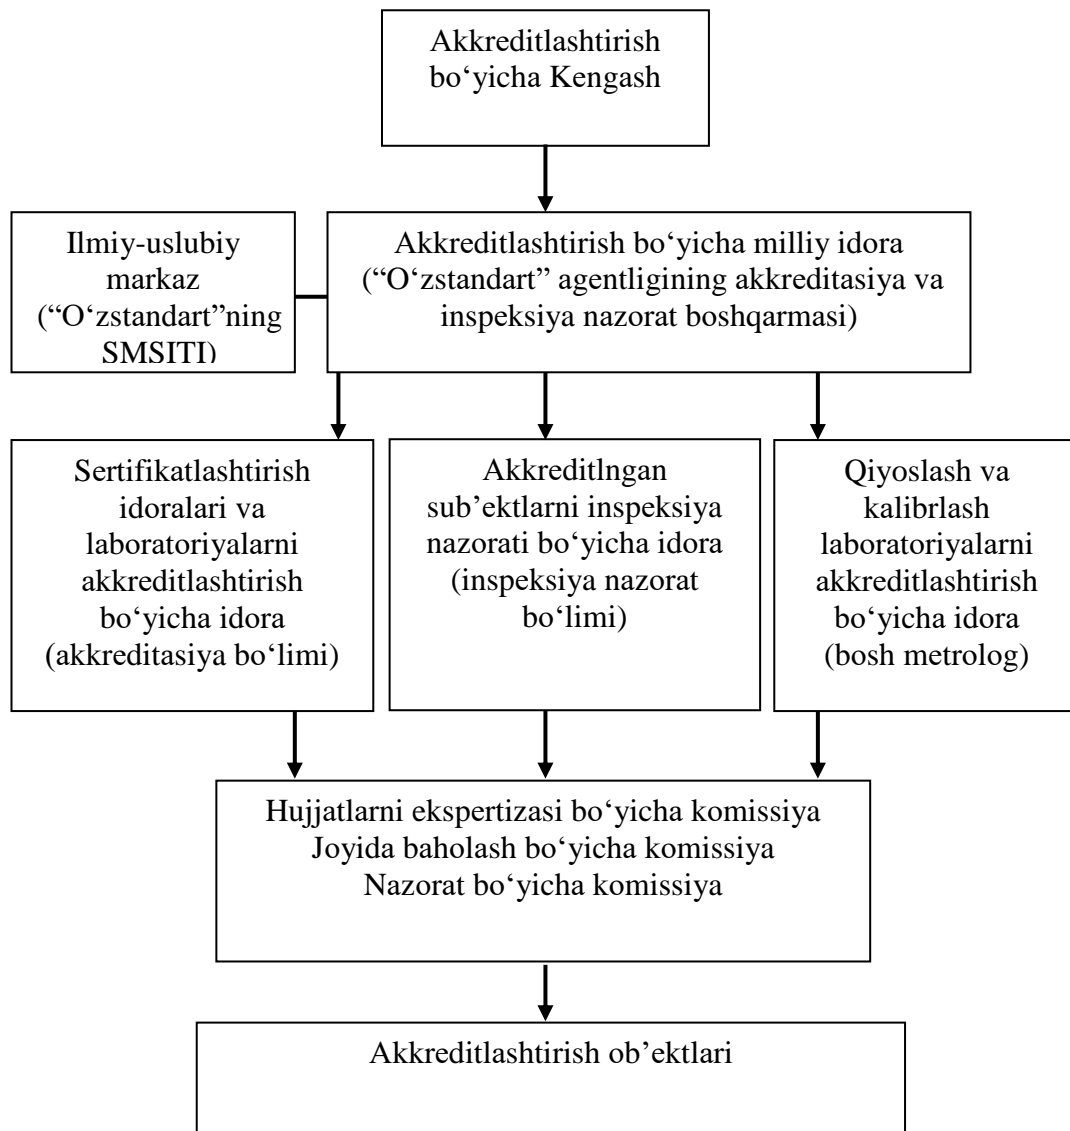 Akkreditlashtirish
bo‘yicha Kengash
Ilmiy-uslubiy
markaz
(“O‘zstandart”ning
SMSITI)
Akkreditlashtirish bo‘yicha milliy idora
(“O‘zstandart” agentligining akkreditasiya va
inspeksiya nazorat boshqarmasi)
Sertifikatlashtirish
idoralari va
laboratoriyalarni
akkreditlashtirish
bo‘yicha idora
(akkreditasiya bo‘limi)
Akkreditlngan
sub’ektlarni inspeksiya
nazorati bo‘yicha idora
(inspeksiya nazorat
bo‘limi)
Qiyoslash va
kalibrlash
laboratoriyalarni
akkreditlashtirish
bo‘yicha idora
(bosh metrolog)
Hujjatlarni ekspertizasi bo‘yicha komissiya
Joyida baholash bo‘yicha komissiya
Nazorat bo‘yicha komissiya
Akkreditlashtirish ob’ektlari